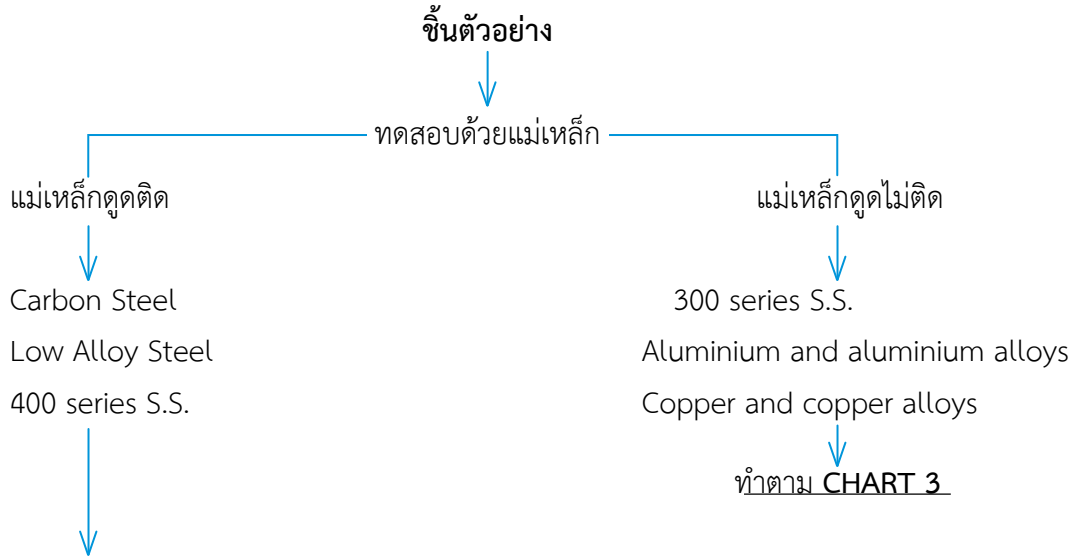 ชิ้นตัวอย่าง
ทดสอบด้วยแม่เหล็ก
แม่เหล็กดูดติด
แม่เหล็กดูดไม่ติด
Carbon Steel
300 series S.S.
Low Alloy Steel
Aluminium and aluminium alloys
400 series S.S.
Copper and copper alloys
ทำตาม CHART 3